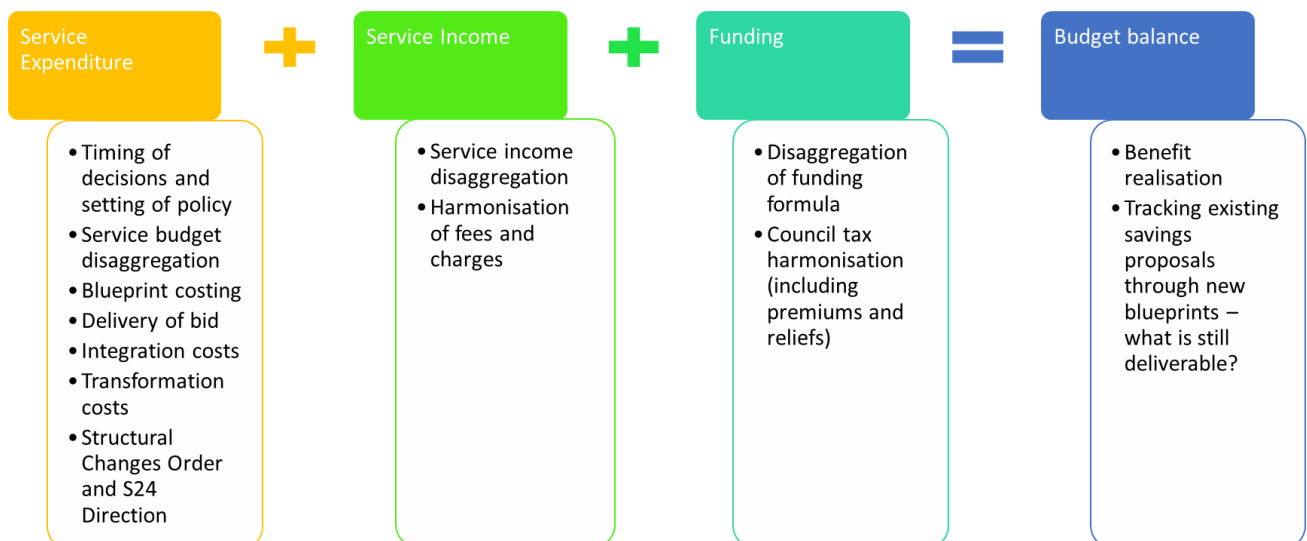 Service
Expenditure
• Timing of
decisions and
setting of policy
• Service budget
disaggregation
• Blueprint costing
• Delivery of bid
• Integration costs
• Transformation
costs
• Structural
Changes Order
and S24
Direction
+
Service Income
• Service income
disaggregation
• Harmonisation
of fees and
charges
+
Funding
• Disaggregation
of funding
formula
• Council tax
harmonisation
(including
premiums and
reliefs)
=
Budget balance
• Benefit
realisation
• Tracking existing
savings
proposals
through new
blueprints –
what is still
deliverable?